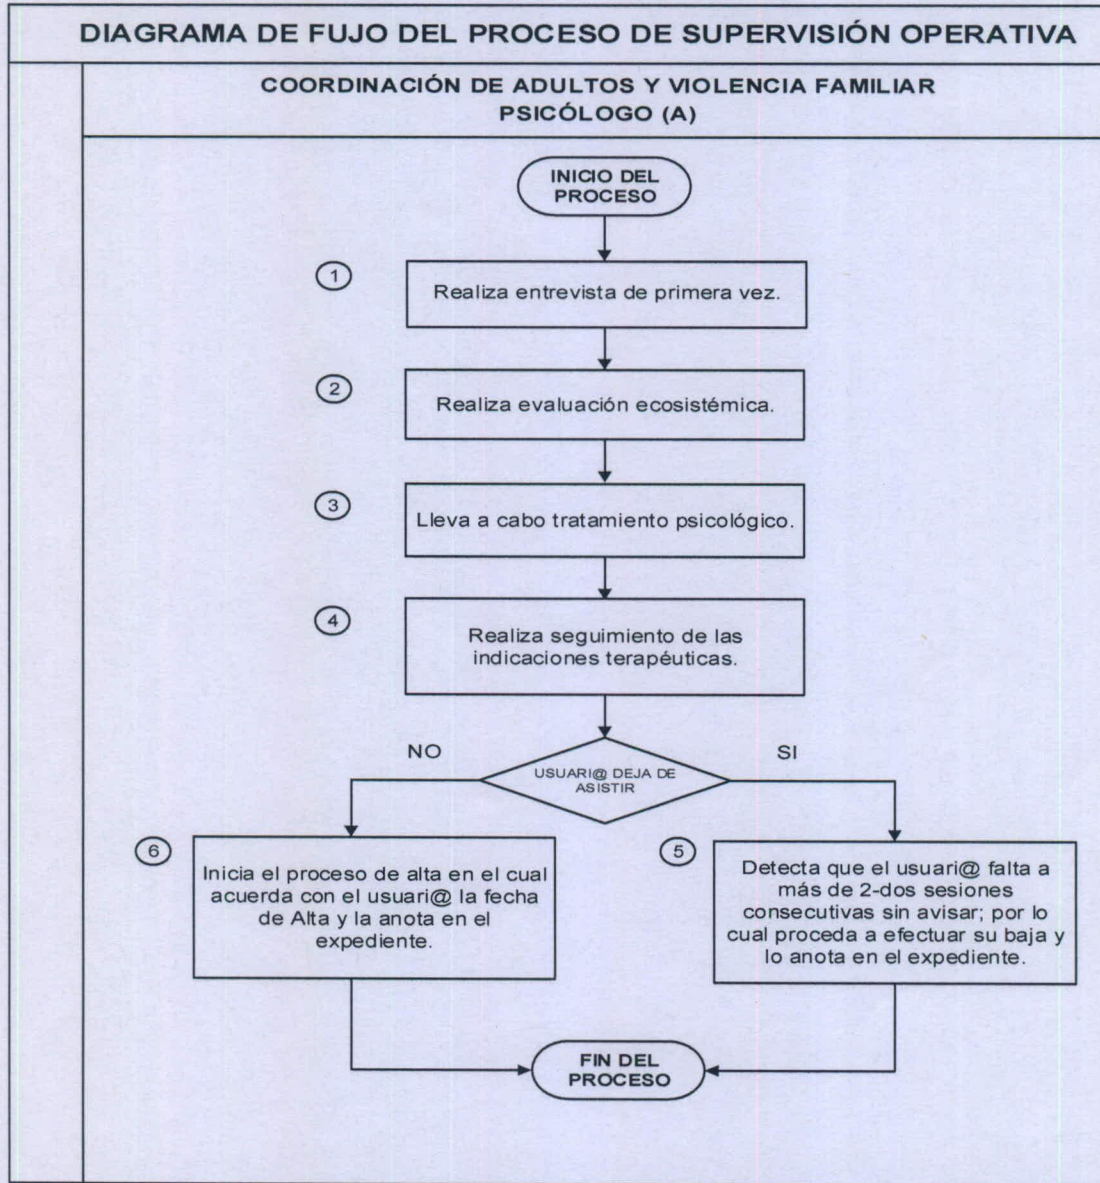 DIAGRAMA DE FUJO DEL PROCESO DE SUPERVISIÓN OPERATIVA
COORDINACIÓN DE ADULTOS Y VIOLENCIA FAMILIAR
PSICÓLOGO (A)
INICIO DEL
PROCESO
1
Realiza entrevista de primera vez.
2
Realiza evaluación ecosistémica.
3
Lleva a cabo tratamiento psicológico.
4
Realiza seguimiento de las
indicaciones terapéuticas.
NO
USUARI@ DEJA DE
ASISTIR
SI
6
Inicia el proceso de alta en el cual
acuerda con el usuari@ la fecha
de Alta y la anota en el
expediente.
5
Detecta que el usuari@ falta a
más de 2-dos sesiones
consecutivas sin avisar; por lo
cual proceda a efectuar su baja y
lo anota en el expediente.
FIN DEL
PROCESO